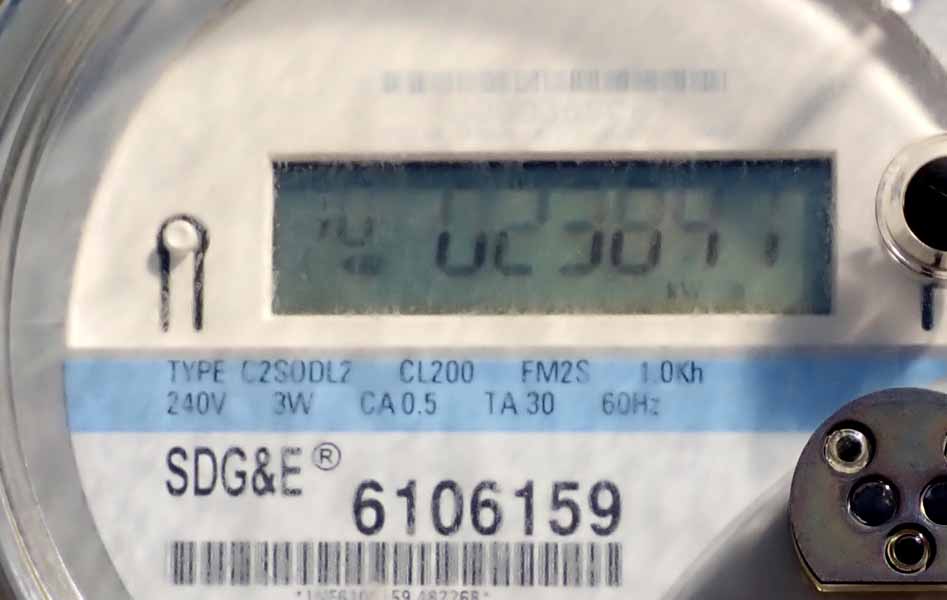 TYPE C2SODL2 CL200 FM2S 1.0Kh
240V 3W CA 0.5 TA 30 60Hz
SDG&E®
6106159